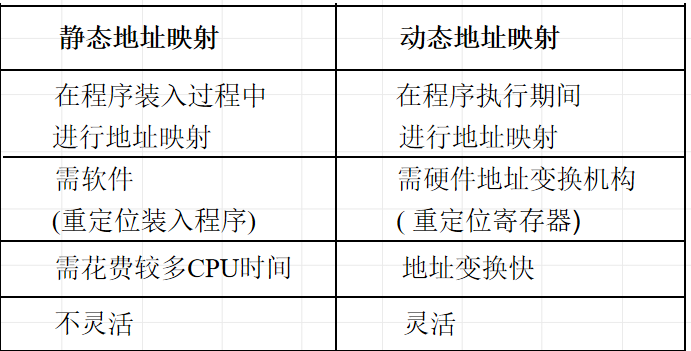 静态地址映射
动态地址映射
在程序装入过程中
进行地址映射
在程序执行期间
进行地址映射
需软件
(重定位装入程序)
需硬件地址变换机构
( 重定位寄存器)
需花费较多CPU时间
地址变换快
不灵活
灵活